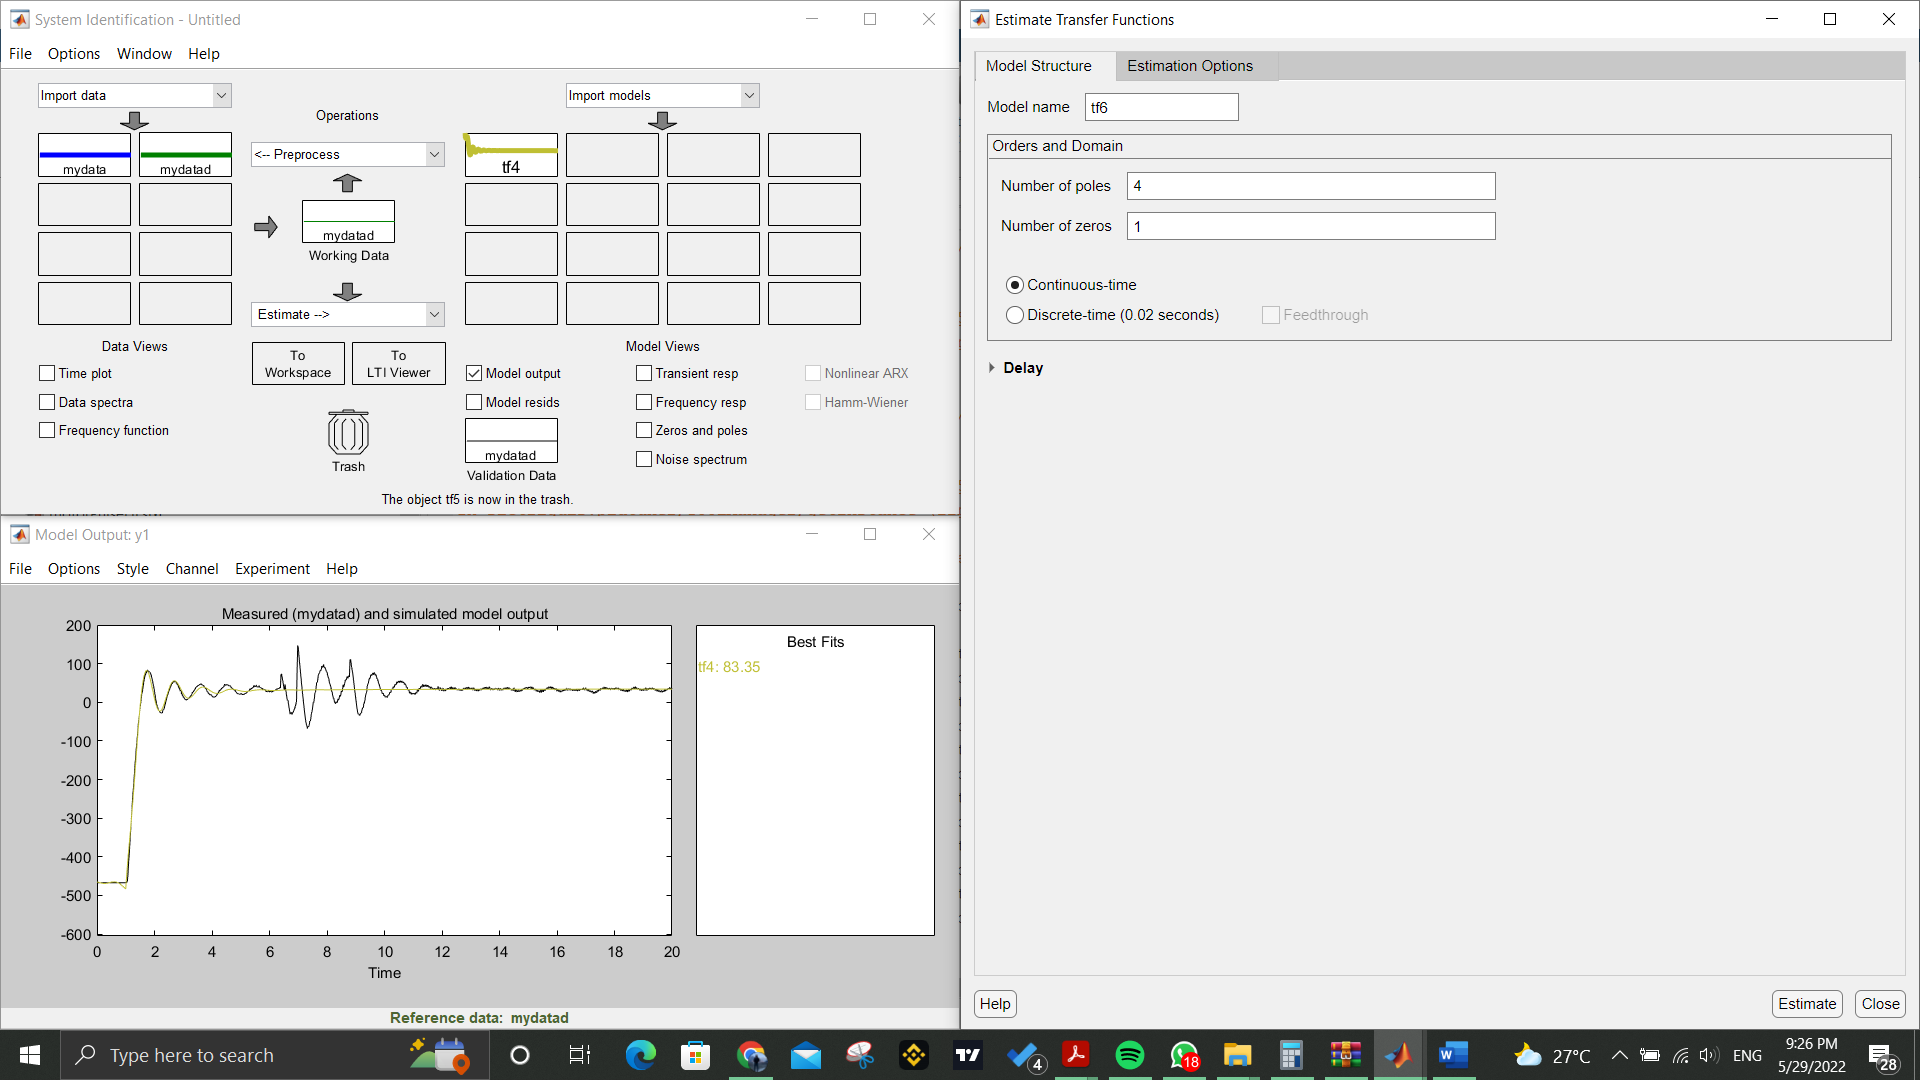 System Identification - Untitled
File Options Window Help
Import data
Import models
Operations
mydata
mydatad
<-- Preprocess
tf4
mydatad
Working Data
Estimate -->
To Workspace
To LTI Viewer
Data Views
Time plot
Data spectra
Frequency function
Trash
Model Views
Model output
Model resids
Transient resp
Frequency resp
Zeros and poles
Noise spectrum
Nonlinear ARX
Hamm-Wiener
mydatad
Validation Data
The object tf5 is now in the trash.
Model Output: y1
File Options Style Channel Experiment Help
Measured (mydatad) and simulated model output
200
100
0
-100
-200
-300
-400
-500
-600
0 2 4 6 8 10 12 14 16 18 20
Time
Best Fits
tf4: 83.35
Reference data: mydatad
Estimate Transfer Functions
Model Structure
Estimation Options
Model name tf6
Orders and Domain
Number of poles 4
Number of zeros 1
Continuous-time
Discrete-time (0.02 seconds)
Feedthrough
Delay
Help
Estimate
Close
Type here to search
4
18
27°C
ENG
9:26 PM
5/29/2022
28